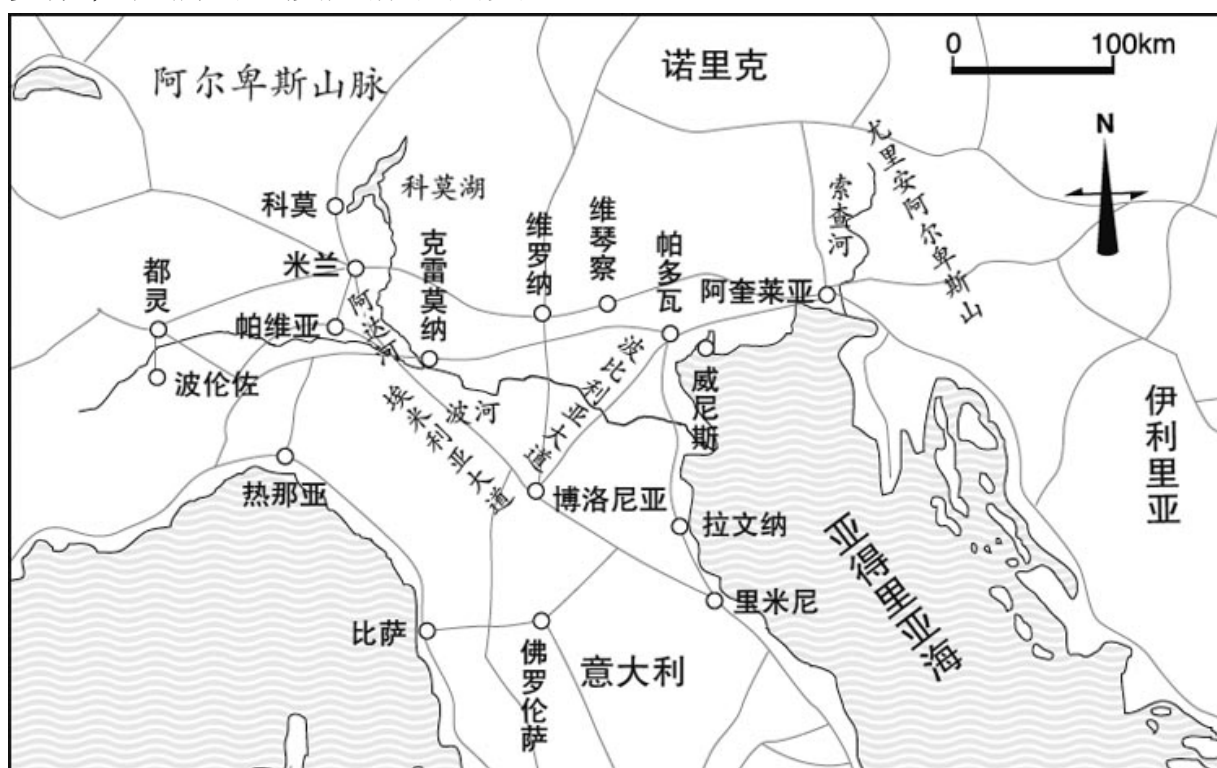 诺里克
0
100km
阿尔卑斯山脉
N
尤里安阿尔卑斯山
科莫湖
索查河
科莫
维琴察
维罗纳
克雷莫纳
帕多瓦
米兰
都灵
阿奎莱亚
阿达河
帕维亚
波伦佐
波比利亚大道
威尼斯
伊利里亚
埃米利亚大道
波河
热那亚
博洛尼亚
拉文纳
亚得里亚海
里米尼
比萨
佛罗伦萨
意大利